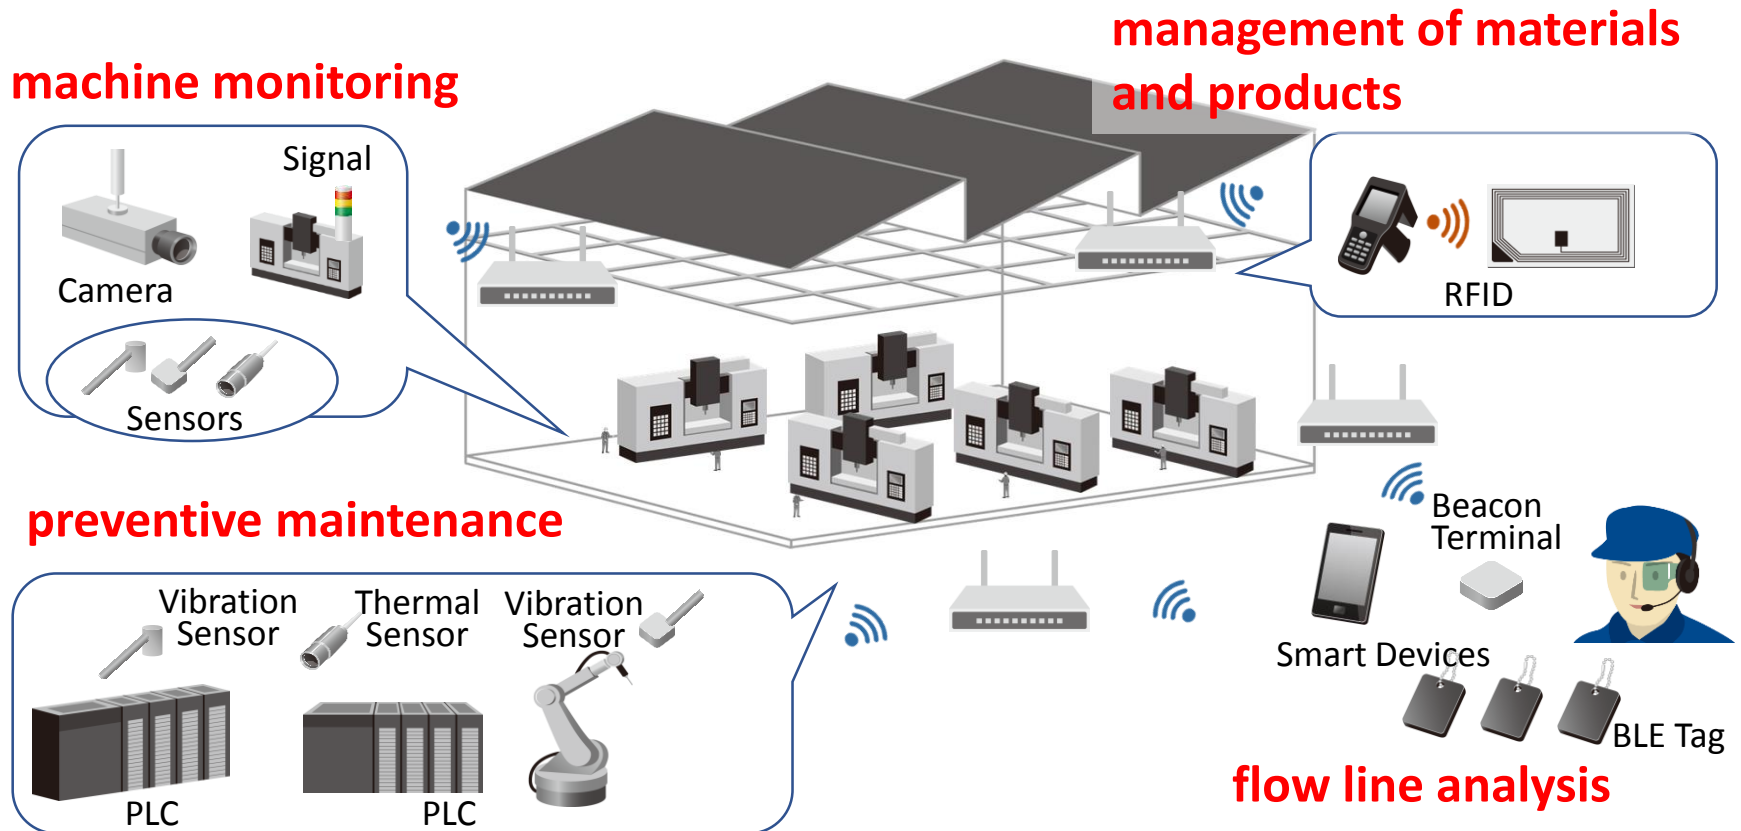 management of materials
and products
machine monitoring
Signal
Camera
Sensors
RFID
preventive maintenance
Vibration
Sensor
Thermal
Sensor
Vibration
Sensor
PLC
PLC
Beacon
Terminal
Smart Devices
BLE Tag
flow line analysis